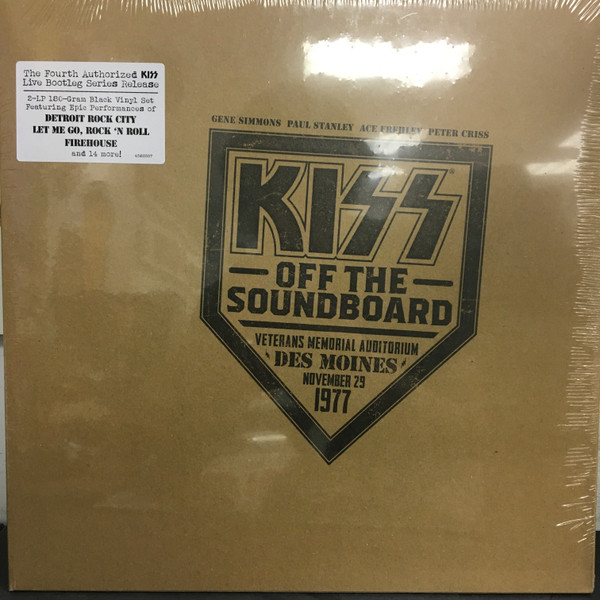 The Fourth Authorized KISS
Live Bootleg Series Release
2-LP 180-Gram Black Vinyl Set
Featuring Epic Performances of
DETROIT ROCK CITY
LET ME GO, ROCK 'N ROLL
FIREHOUSE
and 14 more!
GENE SIMMONS PAUL STANLEY ACE FREHLEY PETER CRISS
KISS
OFF THE
SOUNDBOARD
VETERANS MEMORIAL AUDITORIUM
DES MOINES
NOVEMBER 29
1977